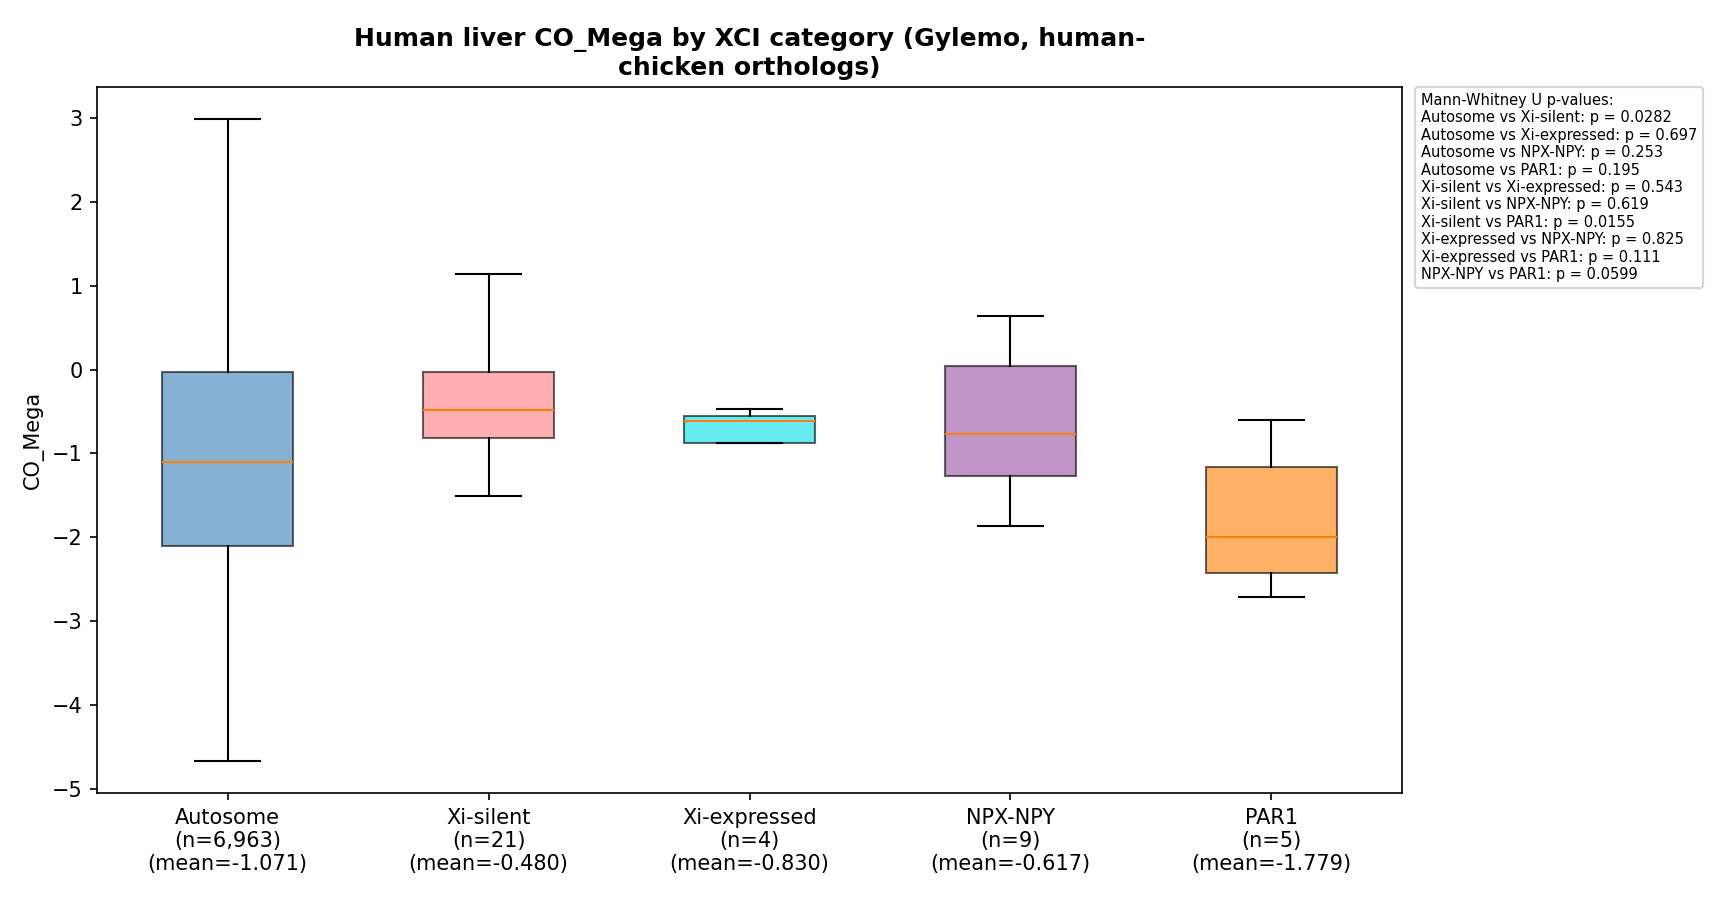 Human liver CO_Mega by XCI category (Gylemo, human-
chicken orthologs)
Mann-Whitney U p-values:
Autosome vs Xi-silent: p = 0.0282
Autosome vs Xi-expressed: p = 0.697
Autosome vs NPX-NPY: p = 0.253
Autosome vs PAR1: p = 0.195
Xi-silent vs Xi-expressed: p = 0.543
Xi-silent vs NPX-NPY: p = 0.619
Xi-silent vs PAR1: p = 0.0155
Xi-expressed vs NPX-NPY: p = 0.825
Xi-expressed vs PAR1: p = 0.111
NPX-NPY vs PAR1: p = 0.0599
CO_Mega
3
2
1
0
−1
−2
−3
−4
−5
Autosome
(n=6,963)
(mean=-1.071)
Xi-silent
(n=21)
(mean=-0.480)
Xi-expressed
(n=4)
(mean=-0.830)
NPX-NPY
(n=9)
(mean=-0.617)
PAR1
(n=5)
(mean=-1.779)